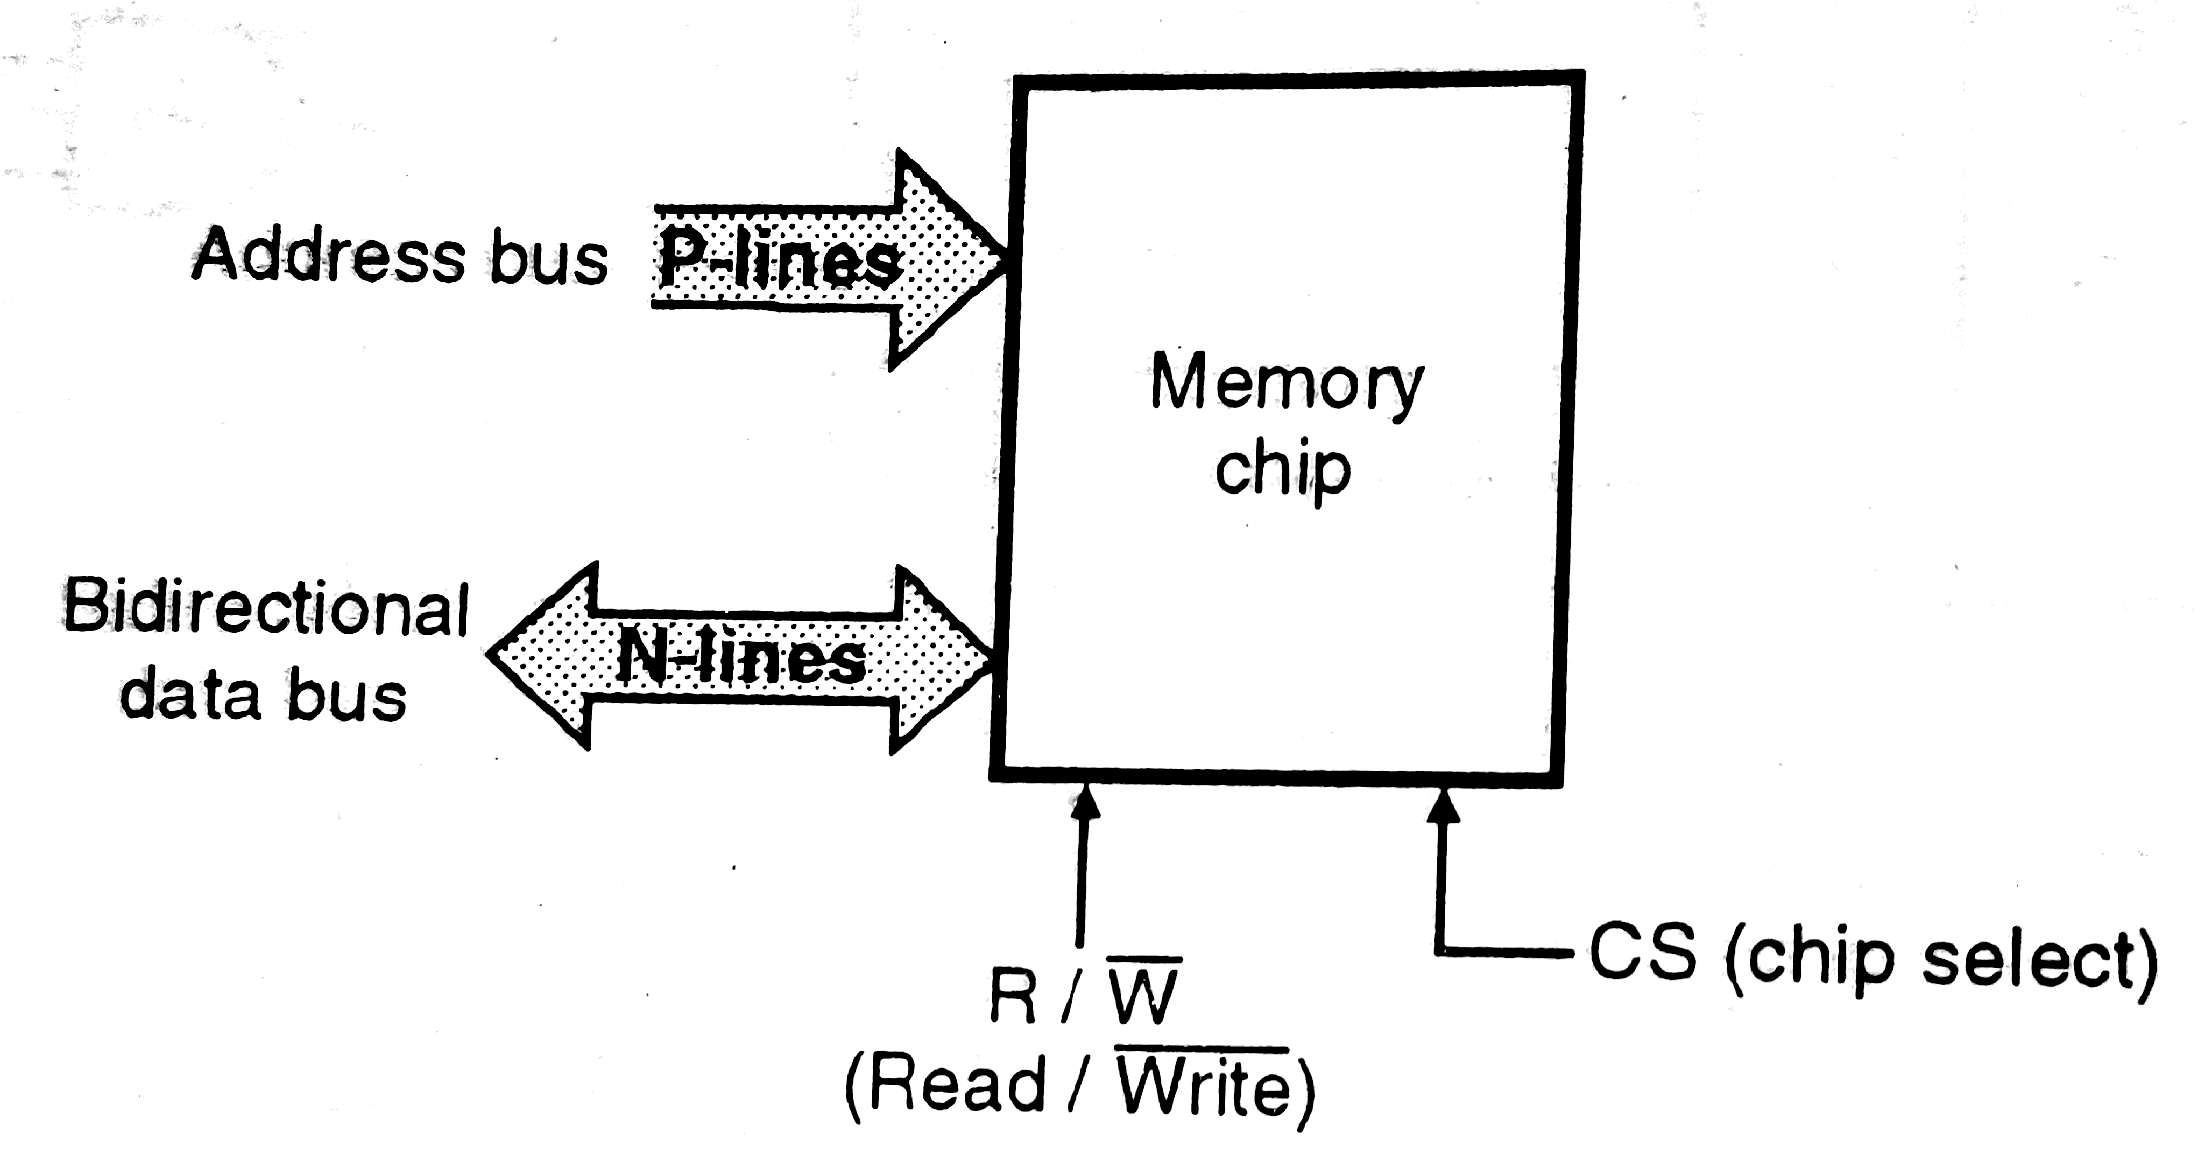 Address bus P-lines
Memory
chip
Bidirectional
data bus
N-lines
R / W̅
(Read / W̅r̅i̅t̅e̅)
CS (chip select)